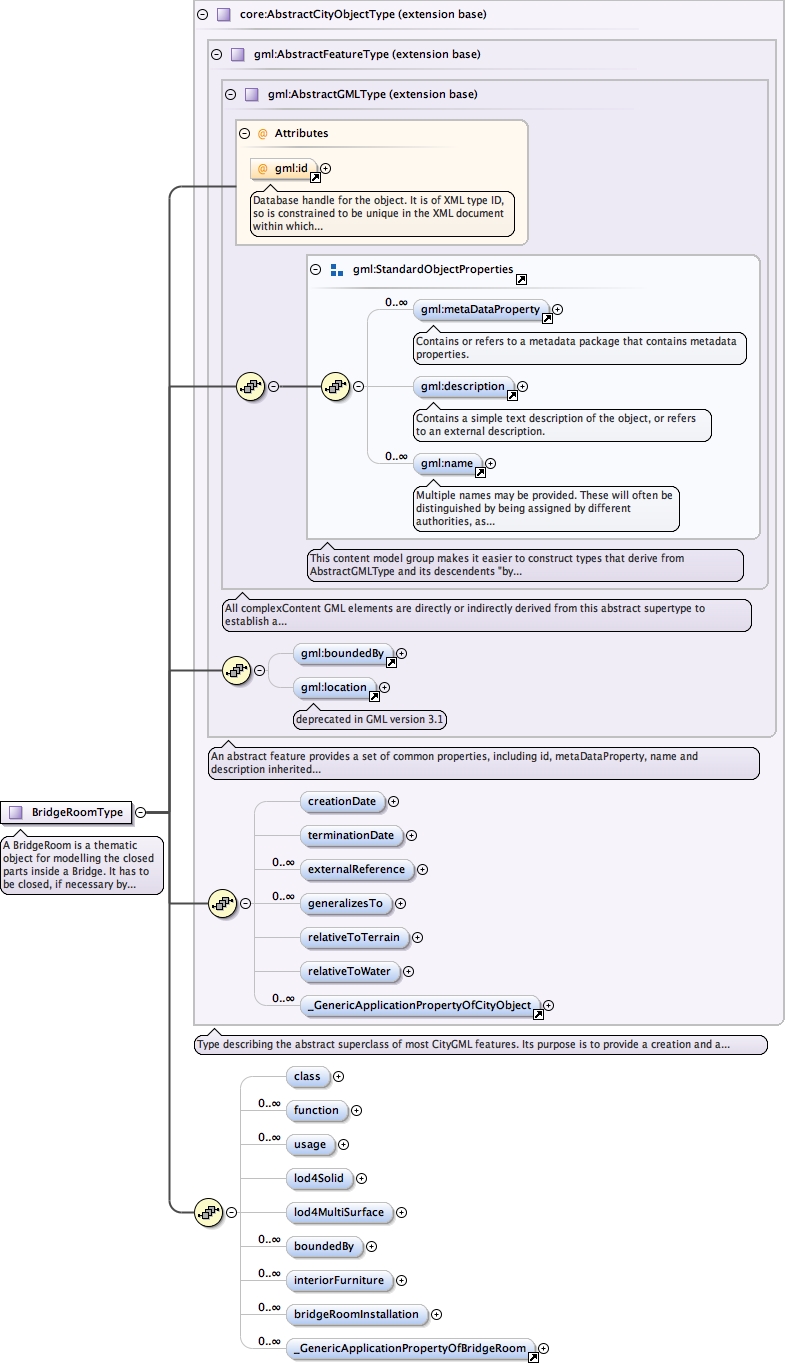 core:AbstractCityObjectType (extension base)
gml:AbstractFeatureType (extension base)
gml:AbstractGMLType (extension base)
@ Attributes
@ gml:id
Database handle for the object. It is of XML type ID,
so is constrained to be unique in the XML document
within which...
gml:StandardObjectProperties
0..∞
gml:metaDataProperty
Contains or refers to a metadata package that contains metadata
properties.
gml:description
Contains a simple text description of the object, or refers
to an external description.
0..∞
gml:name
Multiple names may be provided. These will often be
distinguished by being assigned by different
authorities, as...
This content model group makes it easier to construct types that derive from
AbstractGMLType and its descendents "by...
All complexContent GML elements are directly or indirectly derived from this abstract supertype to
establish a...
gml:boundedBy
gml:location
deprecated in GML version 3.1
An abstract feature provides a set of common properties, including id, metaDataProperty, name and
description inherited...
BridgeRoomType
A BridgeRoom is a thematic
object for modelling the closed
parts inside a Bridge. It has to
be closed, if necessary by...
creationDate
terminationDate
0..∞
externalReference
0..∞
generalizesTo
relativeToTerrain
relativeToWater
0..∞
_GenericApplicationPropertyOfCityObject
Type describing the abstract superclass of most CityGML features. Its purpose is to provide a creation and a...
class
0..∞
function
0..∞
usage
lod4Solid
lod4MultiSurface
0..∞
boundedBy
0..∞
interiorFurniture
0..∞
bridgeRoomInstallation
0..∞
_GenericApplicationPropertyOfBridgeRoom